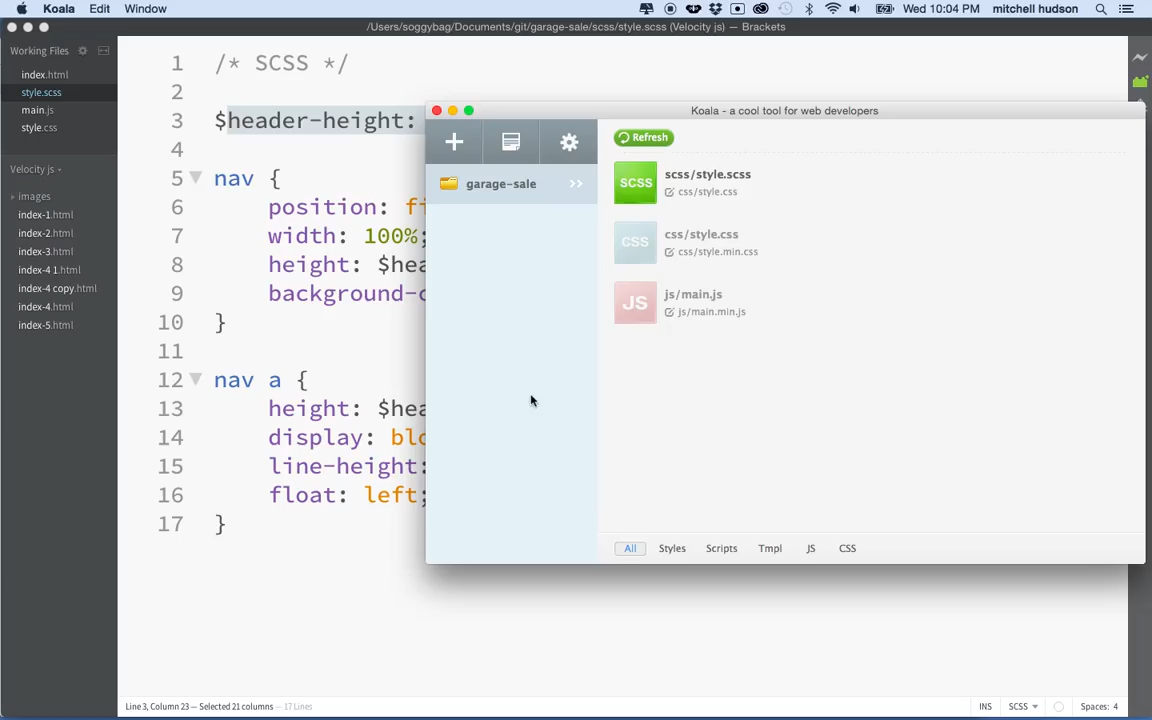 Koala Edit Window Wed 10:04 PM mitchell hudson
/Users/soggybag/Documents/git/garage-sale/scss/style.scss (Velocity js) — Brackets
Working Files
index.html
style.scss
main.js
style.css
Velocity js
images
index-1.html
index-2.html
index-3.html
index-4 1.html
index-4 copy.html
index-4.html
index-5.html
1 /* SCSS */
2
3 $header-height:
4
5 nav {
6 position: fi
7 width: 100%;
8 height: $hea
9 background-c
10 }
11
12 nav a {
13 height: $hea
14 display: blo
15 line-height:
16 float: left;
17 }
Koala - a cool tool for web developers
garage-sale >>
Refresh
SCSS scss/style.scss
css/style.css
CSS css/style.css
css/style.min.css
JS js/main.js
js/main.min.js
All Styles Scripts Tmpl JS CSS
Line 3, Column 23 — Selected 21 columns — 17 Lines
INS SCSS Spaces: 4